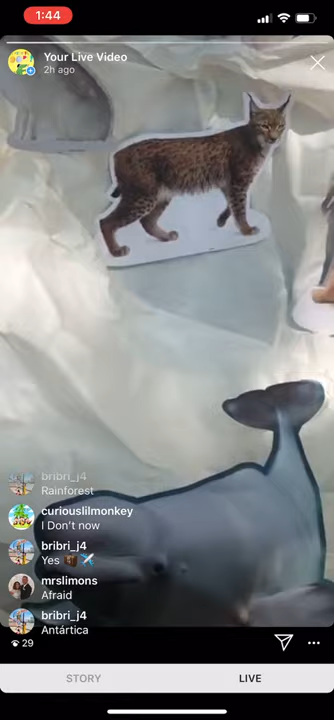 1:44
Your Live Video
2h ago
bribri_j4
Rainforest
curiouslilmonkey
I Don't now
bribri_j4
Yes
mrslimons
Afraid
bribri_j4
Antártica
29
STORY
LIVE